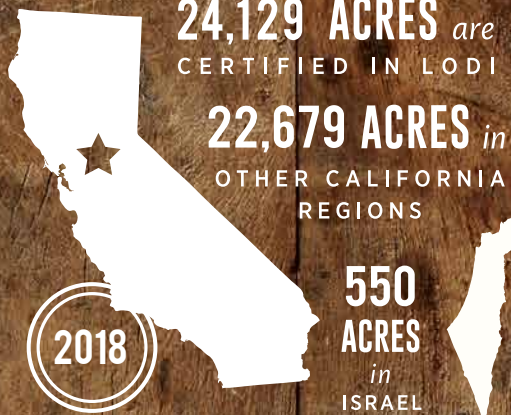 24,129 ACRES are
CERTIFIED IN LODI
22,679 ACRES in
OTHER CALIFORNIA
REGIONS
550
ACRES
in
ISRAEL
2018